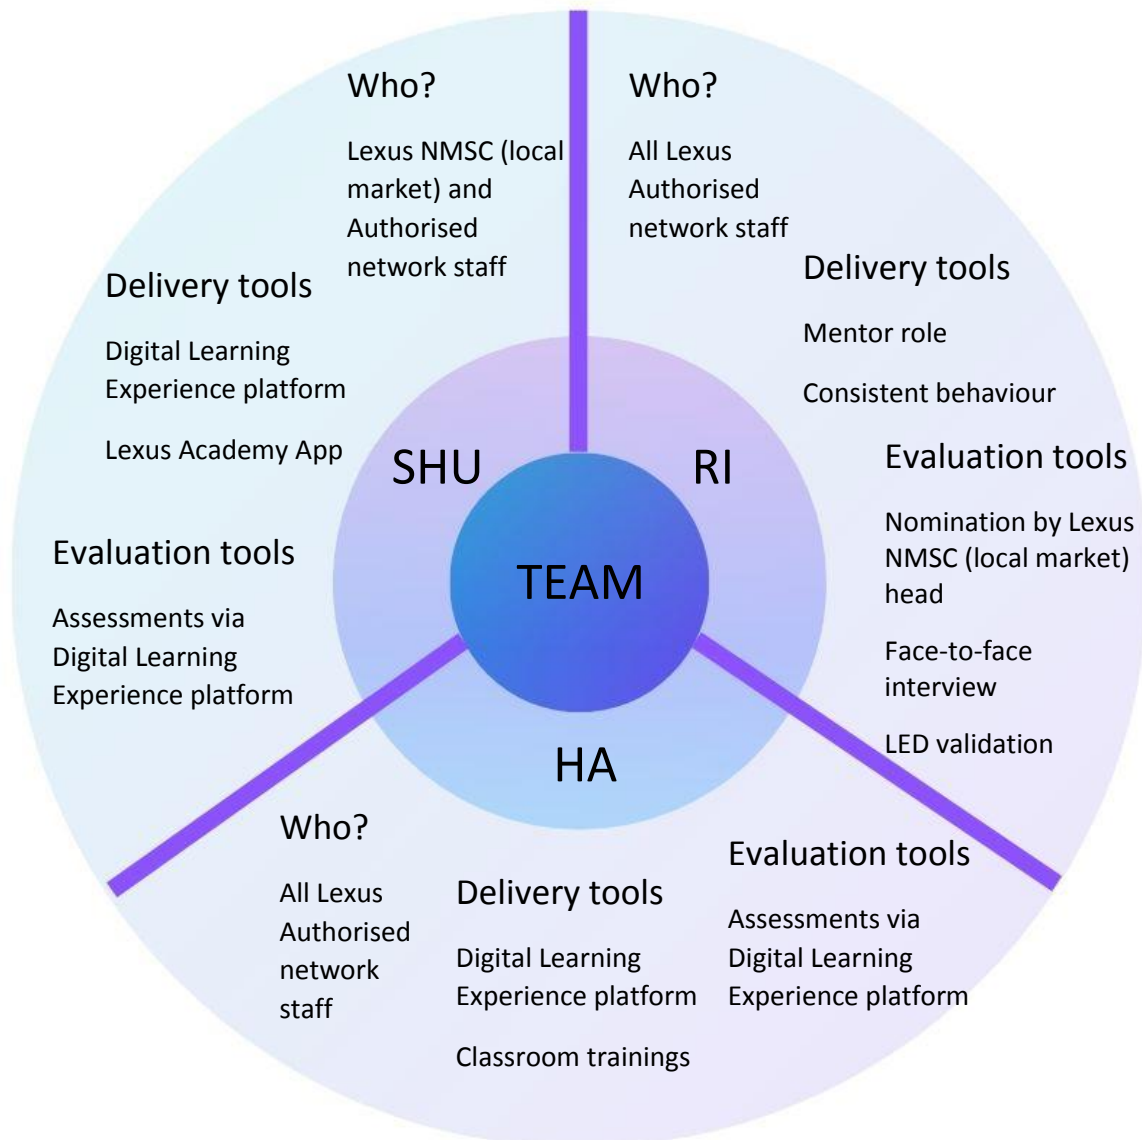 Who?
Lexus NMSC (local
market) and
Authorised
network staff
Delivery tools
Digital Learning
Experience platform
Lexus Academy App
Evaluation tools
Assessments via
Digital Learning
Experience platform
SHU
Who?
All Lexus
Authorised
network staff
Delivery tools
Mentor role
Consistent behaviour
Evaluation tools
Nomination by Lexus
NMSC (local market)
head
Face-to-face
interview
LED validation
RI
TEAM
HA
Who?
All Lexus
Authorised
network
staff
Delivery tools
Digital Learning
Experience platform
Classroom trainings
Evaluation tools
Assessments via
Digital Learning
Experience platform